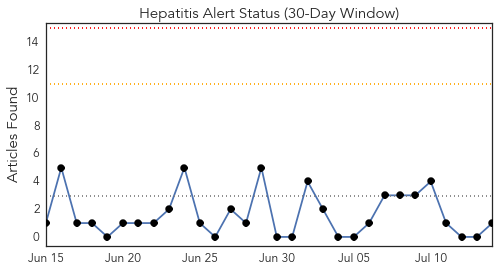 Hepatitis Alert Status (30-Day Window)
Articles Found
14
12
10
8
6
4
2
0
Jun 15
Jun 20
Jun 25
Jun 30
Jul 05
Jul 10